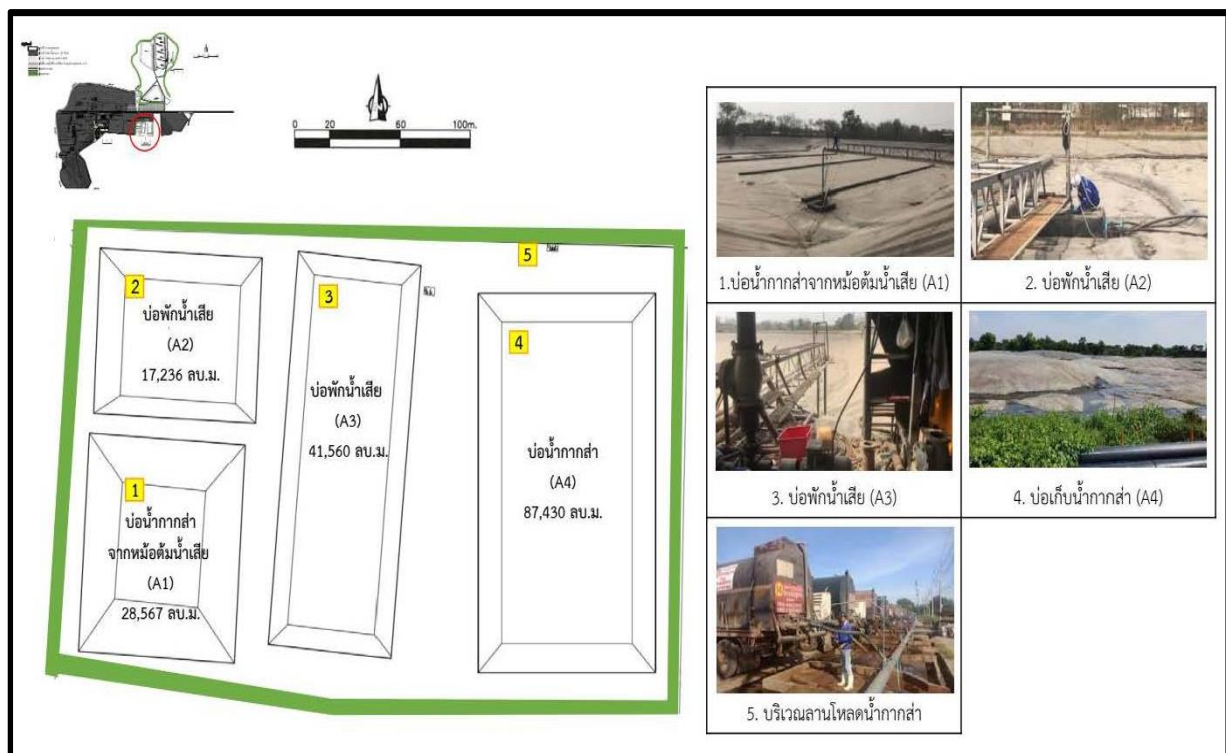 0 20 60 100m.
2
บ่อพักน้ำเสีย
(A2)
17,236 ลบ.ม.
1
บ่อน้ำกากส่า
จากหม้อต้มน้ำเสีย
(A1)
28,567 ลบ.ม.
3
บ่อพักน้ำเสีย
(A3)
41,560 ลบ.ม.
5
4
บ่อน้ำกากส่า
(A4)
87,430 ลบ.ม.
1.บ่อน้ำกากส่าจากหม้อต้มน้ำเสีย (A1)
2. บ่อพักน้ำเสีย (A2)
3. บ่อพักน้ำเสีย (A3)
4. บ่อเก็บน้ำกากส่า (A4)
5. บริเวณลานโหลดน้ำกากส่า